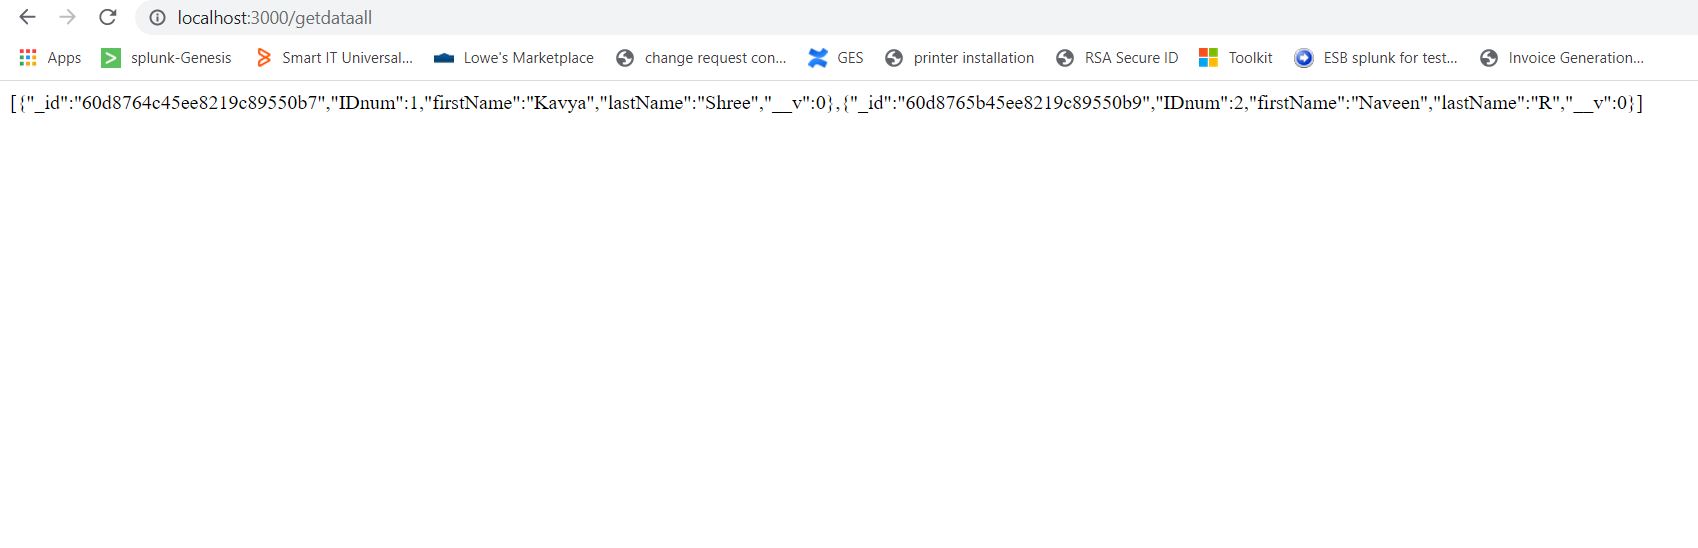 localhost:3000/getdataall
Apps splunk-Genesis Smart IT Universal... Lowe's Marketplace change request con... GES printer installation RSA Secure ID Toolkit ESB splunk for test... Invoice Generation...
[{"_id":"60d8764c45ee8219c89550b7","IDnum":1,"firstName":"Kavya","lastName":"Shree","__v":0},{"_id":"60d8765b45ee8219c89550b9","IDnum":2,"firstName":"Naveen","lastName":"R","__v":0}]